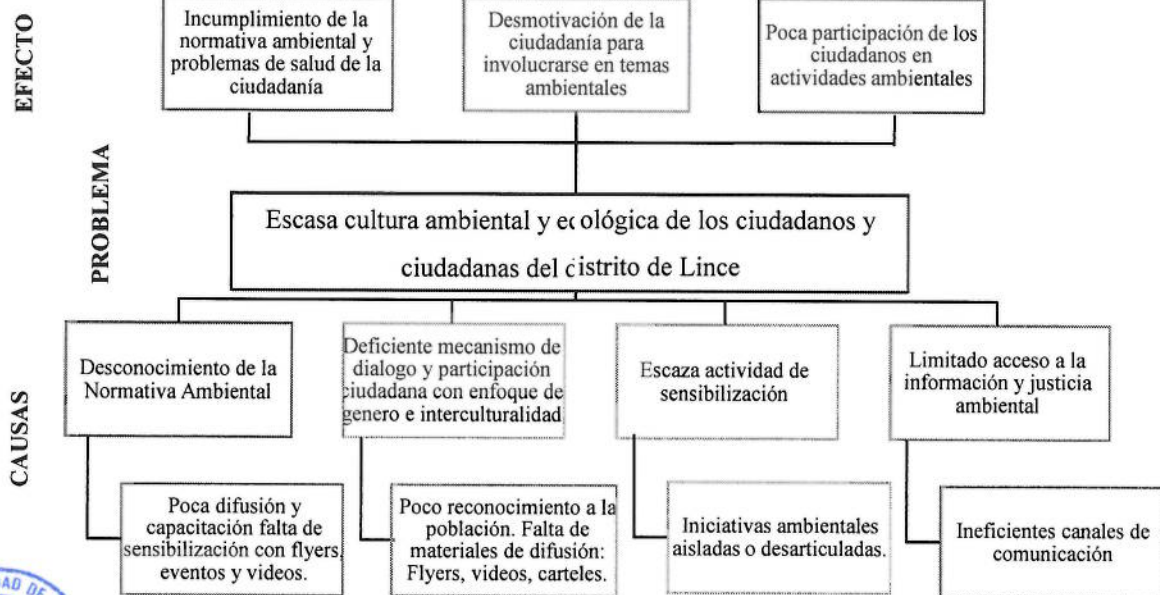 EFECTO
Incumplimiento de la
normativa ambiental y
problemas de salud de la
ciudadanía
Desmotivación de la
ciudadanía para
involucrarse en temas
ambientales
Poca participación de los
ciudadanos en
actividades ambientales
PROBLEMA
Escasa cultura ambiental y ecológica de los ciudadanos y
ciudadanas del distrito de Lince
CAUSAS
Desconocimiento de la
Normativa Ambiental
Deficiente mecanismo de
dialogo y participación
ciudadana con enfoque de
genero e interculturalidad
Escaza actividad de
sensibilización
Limitado acceso a la
información y justicia
ambiental
Poca difusión y
capacitación falta de
sensibilización con flyers,
eventos y videos.
Poco reconocimiento a la
población. Falta de
materiales de difusión:
Flyers, videos, carteles.
Iniciativas ambientales
aisladas o desarticuladas.
Ineficientes canales de
comunicación
DE